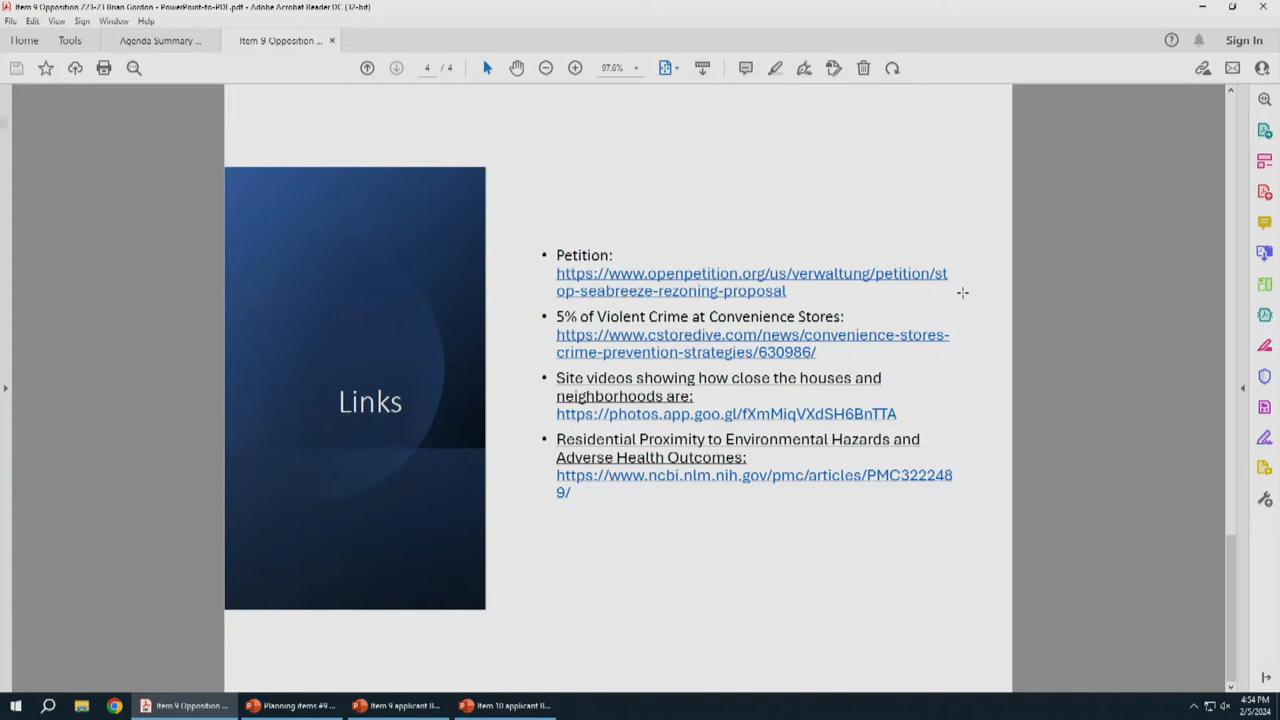 Item 9 Opposition Z23-23 Brian Gordon - PowerPoint-to-PDF.pdf - Adobe Acrobat Reader DC (32-bit)
File Edit View Sign Window Help
Home Tools Agenda Summary ... Item 9 Opposition ... × Sign In
4 / 4 97.6%
• Petition:
https://www.openpetition.org/us/verwaltung/petition/st
op-seabreeze-rezoning-proposal
• 5% of Violent Crime at Convenience Stores:
https://www.cstoredive.com/news/convenience-stores-
crime-prevention-strategies/630986/
• Site videos showing how close the houses and
neighborhoods are:
https://photos.app.goo.gl/fXmMiqVXdSH6BnTTA
Links
• Residential Proximity to Environmental Hazards and
Adverse Health Outcomes:
https://www.ncbi.nlm.nih.gov/pmc/articles/PMC322248
9/
Item 9 Opposition ... Planning items #9 ... Item 9 applicant B... Item 10 applicant B...
4:54 PM
2/5/2024